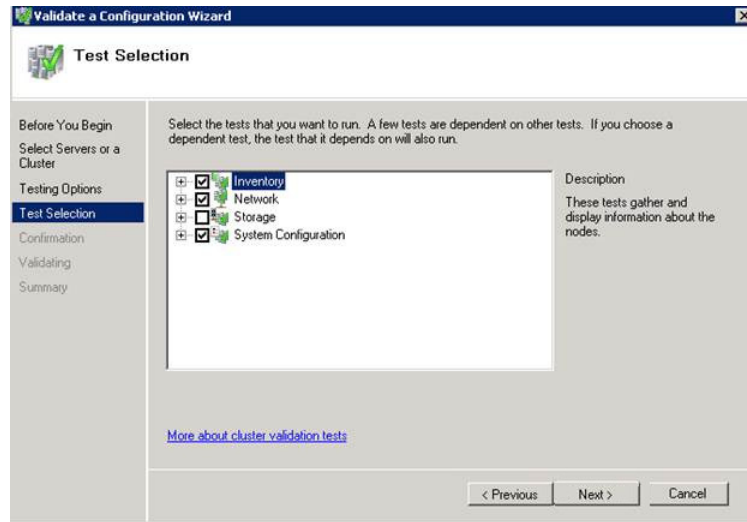 Validate a Configuration Wizard
Test Selection
Before You Begin
Select Servers or a
Cluster
Testing Options
Test Selection
Confirmation
Validating
Summary
Select the tests that you want to run. A few tests are dependent on other tests. If you choose a
dependent test, the test that it depends on will also run.
Inventory
Network
Storage
System Configuration
Description
These tests gather and
display information about the
nodes.
More about cluster validation tests
< Previous
Next >
Cancel